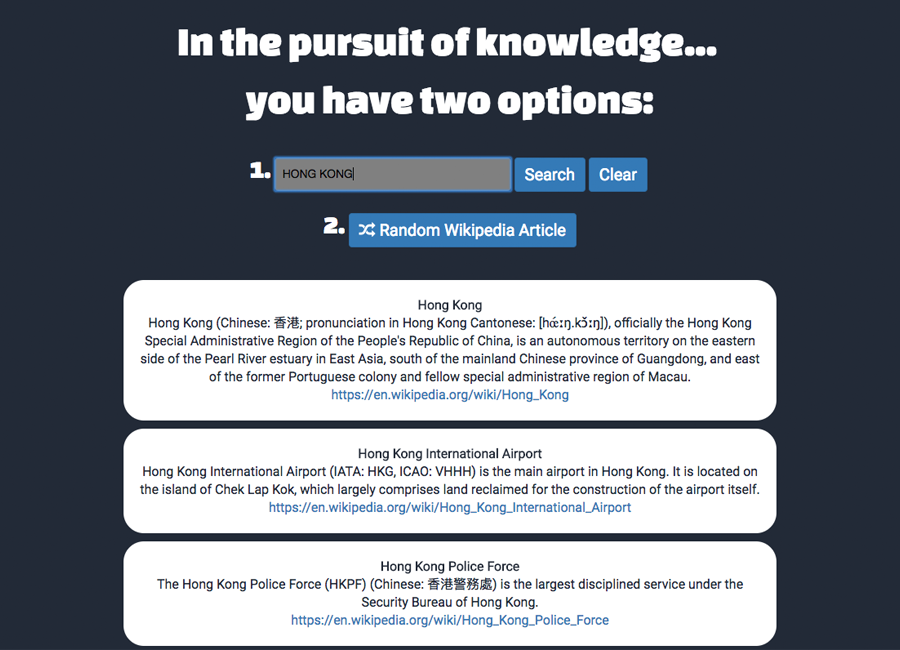 In the pursuit of knowledge...
you have two options:
1. HONG KONG Search Clear
2. Random Wikipedia Article
Hong Kong
Hong Kong (Chinese: 香港; pronunciation in Hong Kong Cantonese: [hœ́ːŋ.kɔ̌ːŋ]), officially the Hong Kong
Special Administrative Region of the People's Republic of China, is an autonomous territory on the eastern
side of the Pearl River estuary in East Asia, south of the mainland Chinese province of Guangdong, and east
of the former Portuguese colony and fellow special administrative region of Macau.
https://en.wikipedia.org/wiki/Hong_Kong
Hong Kong International Airport
Hong Kong International Airport (IATA: HKG, ICAO: VHHH) is the main airport in Hong Kong. It is located on
the island of Chek Lap Kok, which largely comprises land reclaimed for the construction of the airport itself.
https://en.wikipedia.org/wiki/Hong_Kong_International_Airport
Hong Kong Police Force
The Hong Kong Police Force (HKPF) (Chinese: 香港警務處) is the largest disciplined service under the
Security Bureau of Hong Kong.
https://en.wikipedia.org/wiki/Hong_Kong_Police_Force